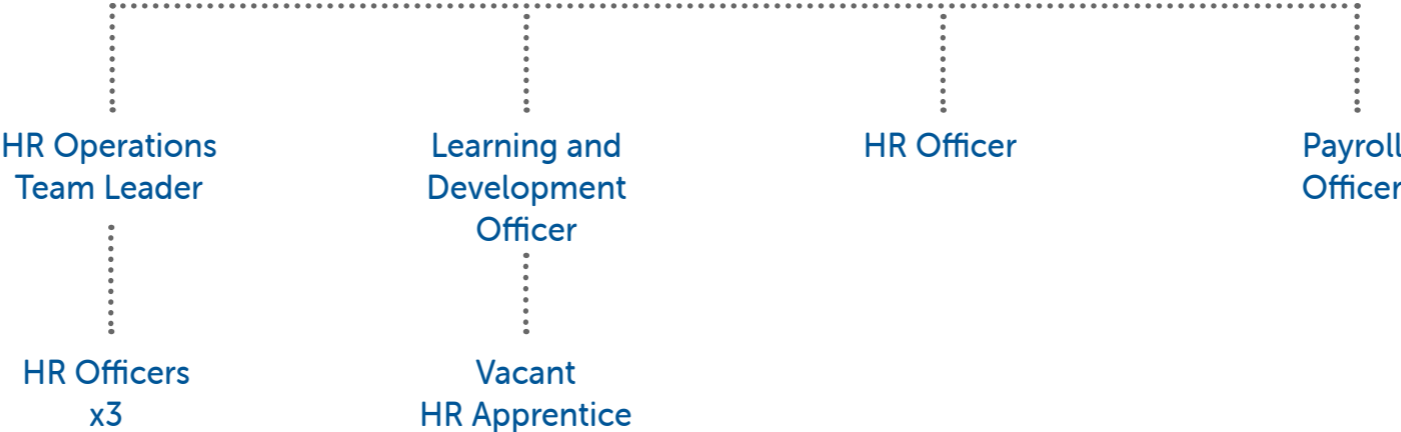 HR Operations
Team Leader
Learning and
Development
Officer
HR Officer
Payroll
Officer
HR Officers
x3
Vacant
HR Apprentice